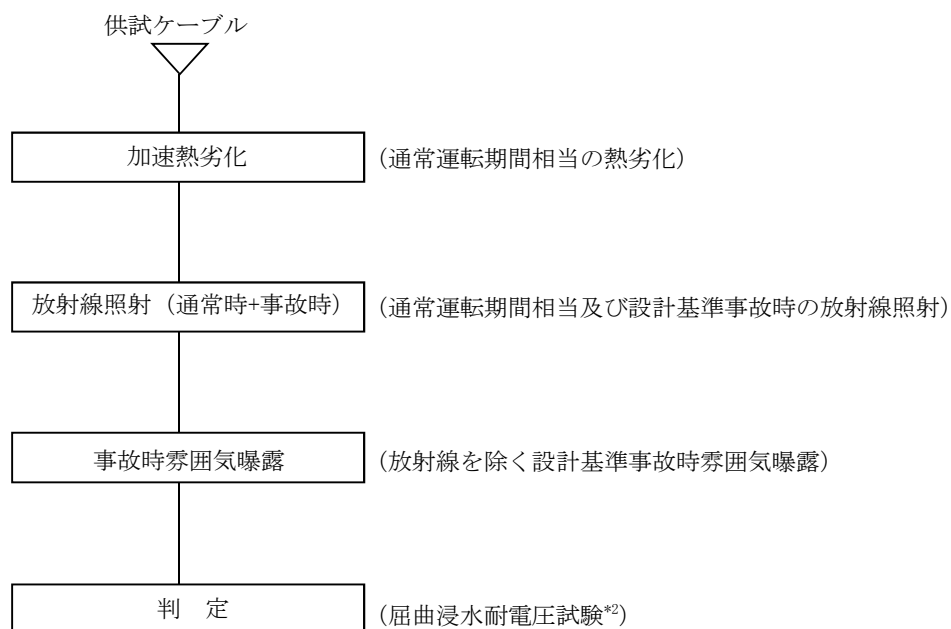 供試ケーブル
加速熱劣化
(通常運転期間相当の熱劣化)
放射線照射(通常時+事故時)
(通常運転期間相当及び設計基準事故時の放射線照射)
事故時雰囲気曝露
(放射線を除く設計基準事故時雰囲気曝露)
判 定
(屈曲浸水耐電圧試験*2)